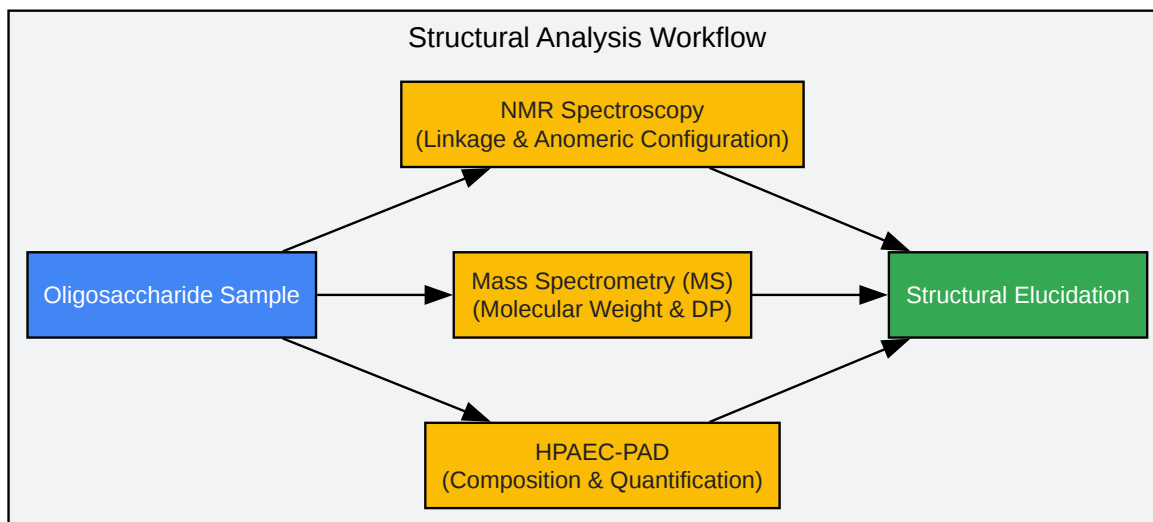 Structural Analysis Workflow
NMR Spectroscopy
(Linkage & Anomeric Configuration)
Oligosaccharide Sample
Mass Spectrometry (MS)
(Molecular Weight & DP)
Structural Elucidation
HPAEC-PAD
(Composition & Quantification)